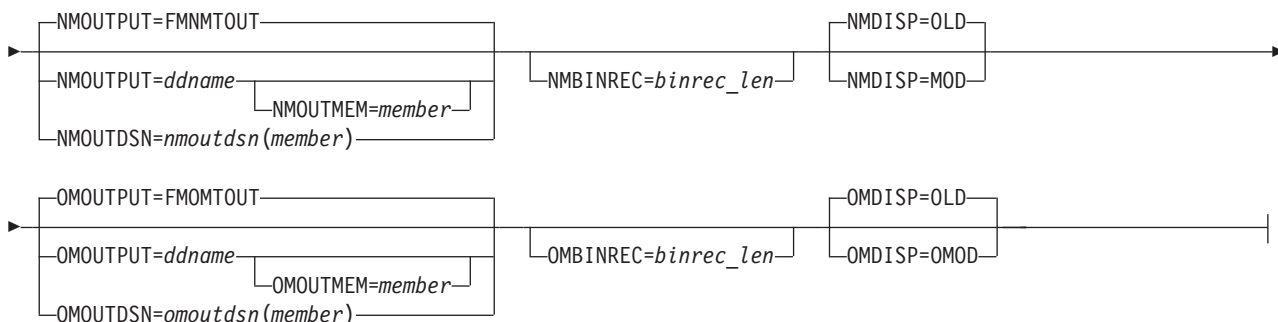 NMOUTPUT=FMNMTOUT NMDISP=OLD
NMOUTPUT=ddname NMBINREC=binrec_len NMDISP=MOD
NMOUTMEM=member
NMOUTDSN=nmoutdsn(member)
OMOUTPUT=FMOMTOUT OMDISP=OLD
OMOUTPUT=ddname OMBINREC=binrec_len OMDISP=OMOD
OMOUTMEM=member
OMOUTDSN=omoutdsn(member)